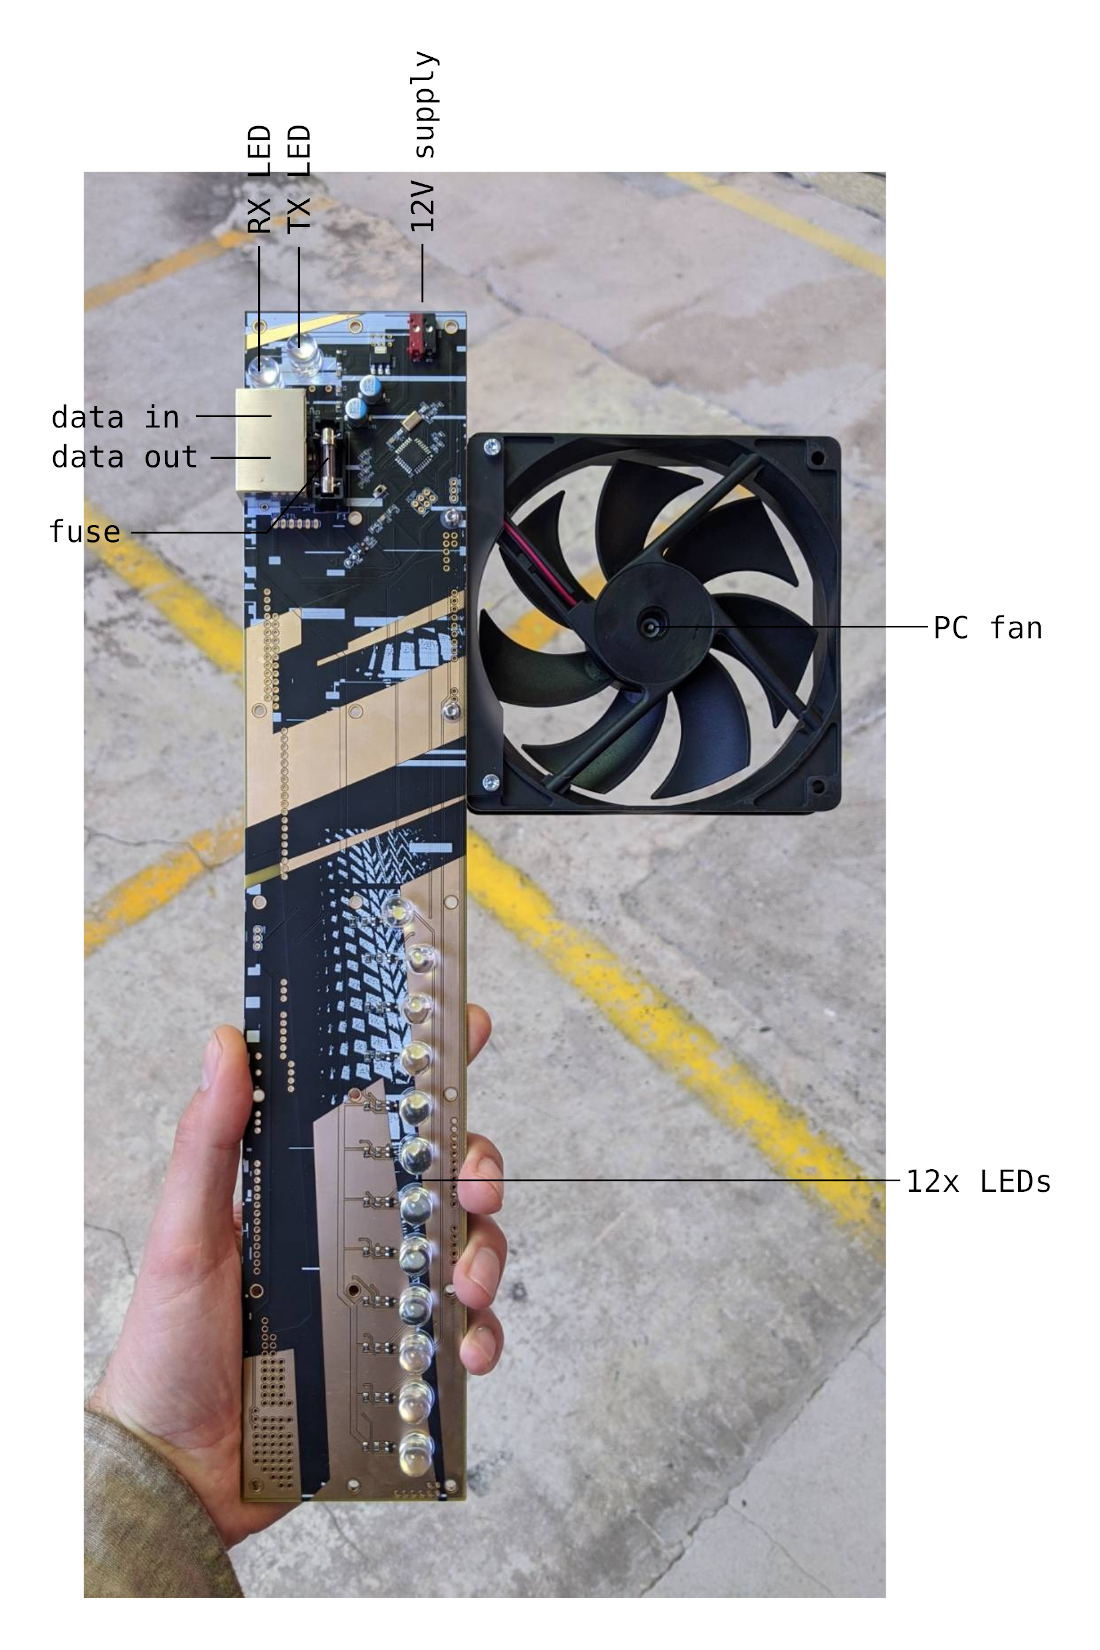 RX LED
TX LED
12V supply
data in
data out
fuse
PC fan
12x LEDs